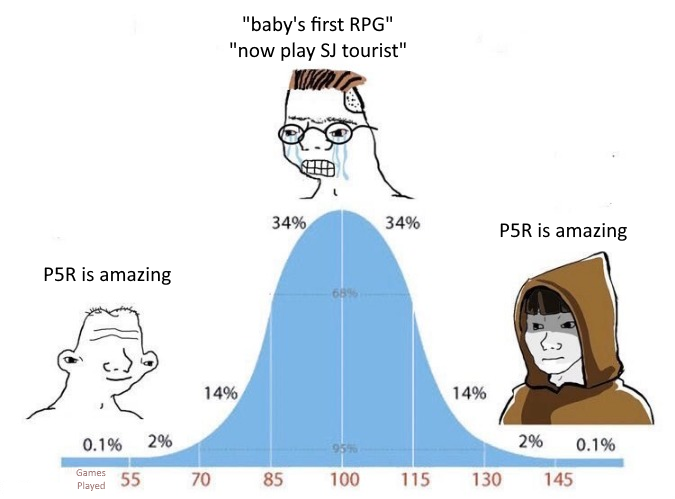 "baby's first RPG"
"now play SJ tourist"
34% 34%
P5R is amazing
P5R is amazing
68%
14% 14%
0.1% 2% 95% 2% 0.1%
Games
Played
55 70 85 100 115 130 145